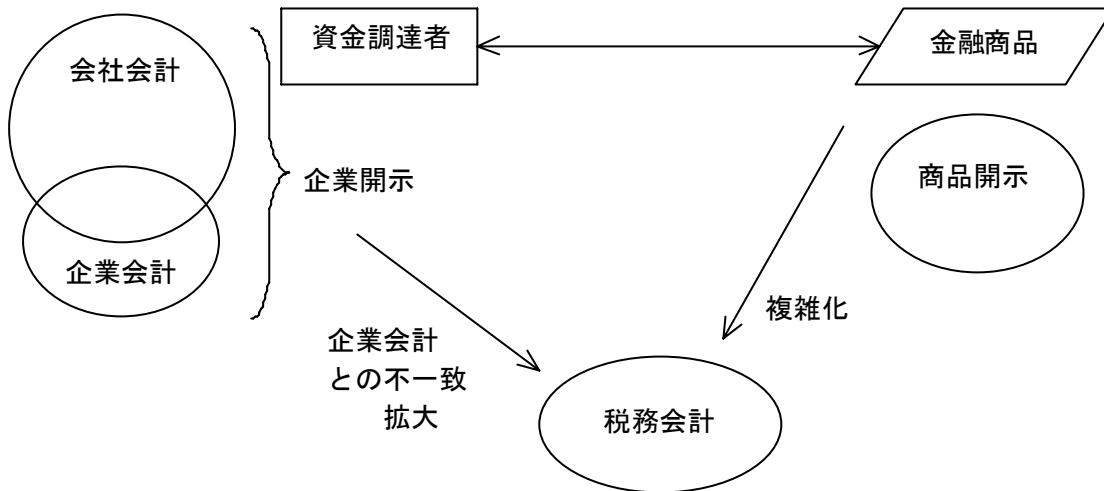 資金調達者
金融商品
会社会計
企業開示
商品開示
企業会計
複雑化
企業会計
との不一致
拡大
税務会計